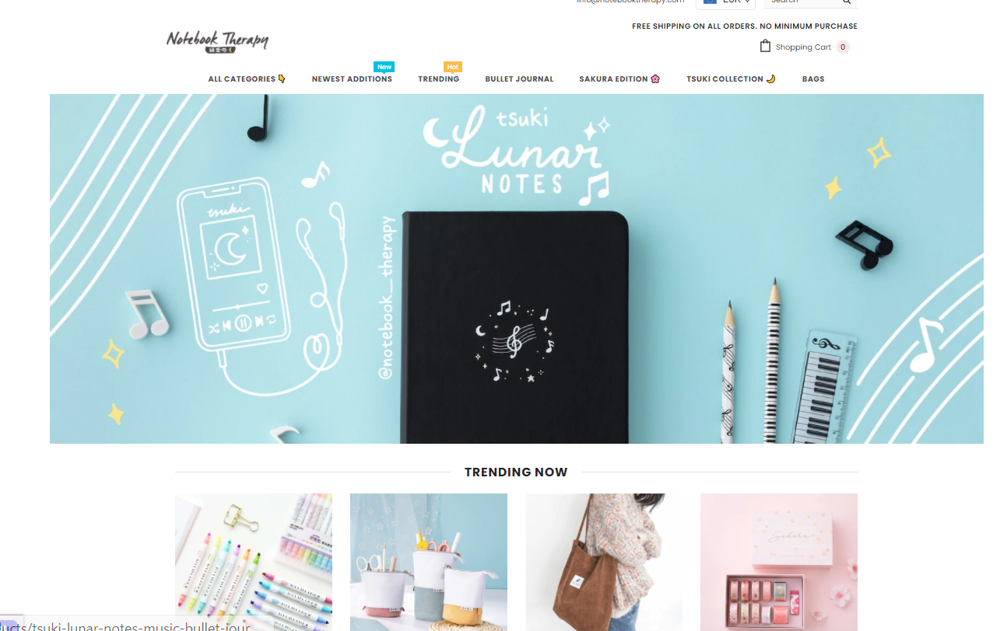 info@notebooktherapy.com
EUR
Search
FREE SHIPPING ON ALL ORDERS. NO MINIMUM PURCHASE
Notebook Therapy
Shopping Cart 0
New
Hot
ALL CATEGORIES 👇 NEWEST ADDITIONS TRENDING BULLET JOURNAL SAKURA EDITION 🌸 TSUKI COLLECTION 🌙 BAGS
tsuki
Lunar
NOTES
tsuki
@notebook_therapy
TRENDING NOW
Sakura
ucts/tsuki-lunar-notes-music-bullet-jour